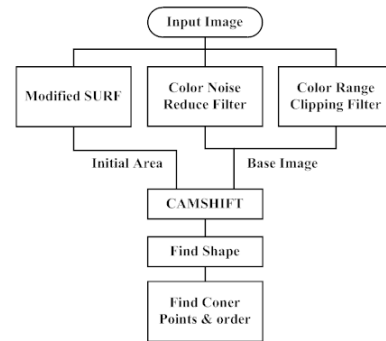 Input Image
Modified SURF
Color Noise
Reduce Filter
Color Range
Clipping Filter
Initial Area
Base Image
CAMSHIFT
Find Shape
Find Coner
Points & order